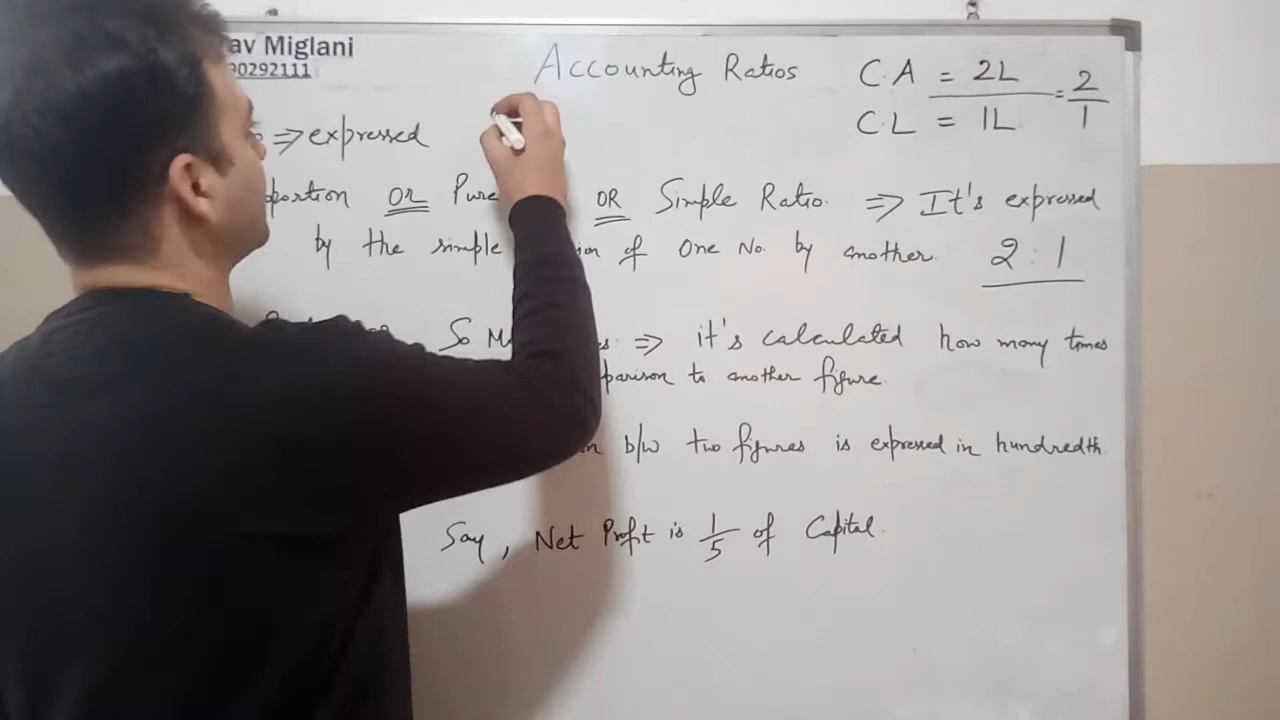 av Miglani
90292111
Accounting Ratios
C.A = 2L = 2/1
C.L = 1L
⇒ expressed
portion OR Pure OR Simple Ratio. ⇒ It's expressed
by the simple of One No. by another 2 : 1
So ⇒ it's calculated how many times
parison to another figure.
b/w two figures is expressed in hundredth.
Say, Net Profit is 1/5 of Capital.